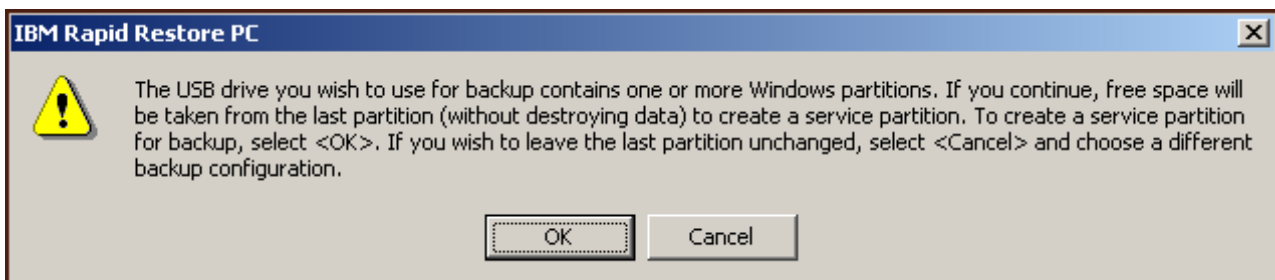 IBM Rapid Restore PC
The USB drive you wish to use for backup contains one or more Windows partitions. If you continue, free space will
be taken from the last partition (without destroying data) to create a service partition. To create a service partition
for backup, select <OK>. If you wish to leave the last partition unchanged, select <Cancel> and choose a different
backup configuration.
OK Cancel